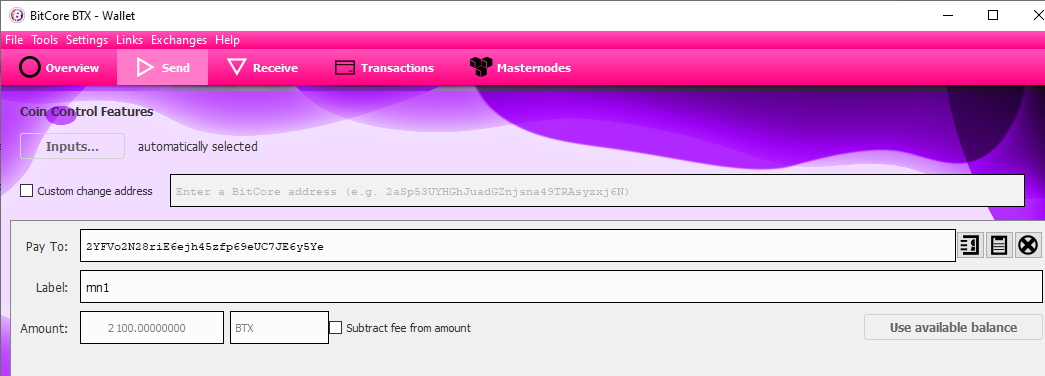 BitCore BTX - Wallet
File Tools Settings Links Exchanges Help
Overview Send Receive Transactions Masternodes
Coin Control Features
Inputs... automatically selected
Custom change address Enter a BitCore address (e.g. 2aSp53UYHGhJuadGZnjsna49TRAsyzxj6N)
Pay To: 2YFVo2N28riE6ejh45zfp69eUC7JE6y5Ye
Label: mn1
Amount: 2 100.00000000 BTX Subtract fee from amount Use available balance